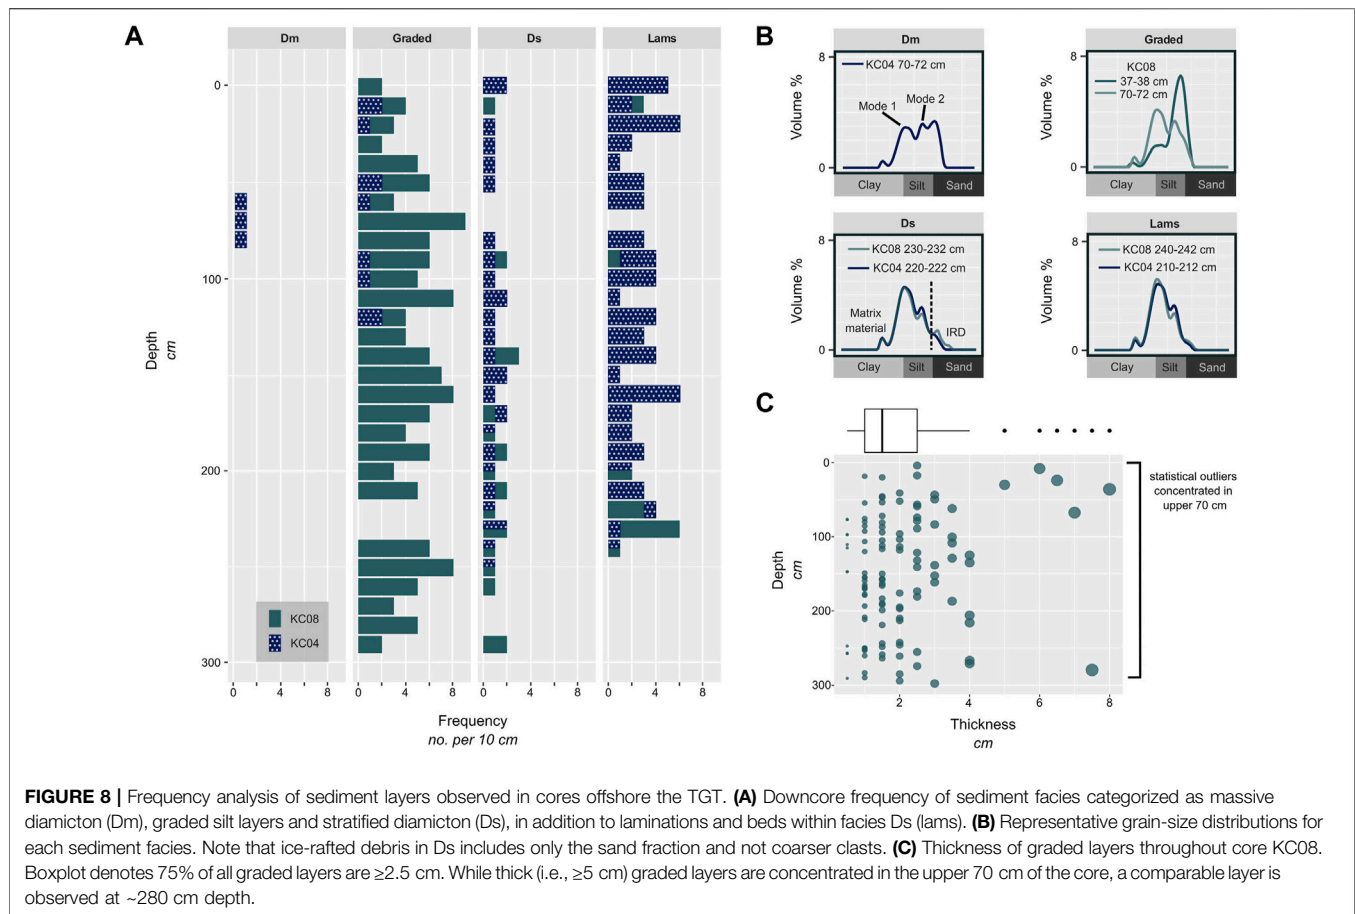 A
Dm
Graded
Ds
Lams
0
100
200
300
Depth
cm
KC08
KC04
0 4 8
0 4 8
0 4 8
0 4 8
Frequency
no. per 10 cm
B
Dm
8
0
Volume %
KC04 70-72 cm
Mode 1
Mode 2
Clay
Silt
Sand
Graded
8
0
Volume %
KC08
37-38 cm
70-72 cm
Clay
Silt
Sand
Ds
8
0
Volume %
KC08 230-232 cm
KC04 220-222 cm
Matrix
material
IRD
Clay
Silt
Sand
Lams
8
0
Volume %
KC08 240-242 cm
KC04 210-212 cm
Clay
Silt
Sand
C
0
100
200
300
Depth
cm
2 4 6 8
Thickness
cm
statistical outliers
concentrated in
upper 70 cm
FIGURE 8 | Frequency analysis of sediment layers observed in cores offshore the TGT. (A) Downcore frequency of sediment facies categorized as massive
diamicton (Dm), graded silt layers and stratified diamicton (Ds), in addition to laminations and beds within facies Ds (lams). (B) Representative grain-size distributions for
each sediment facies. Note that ice-rafted debris in Ds includes only the sand fraction and not coarser clasts. (C) Thickness of graded layers throughout core KC08.
Boxplot denotes 75% of all graded layers are ≥2.5 cm. While thick (i.e., ≥5 cm) graded layers are concentrated in the upper 70 cm of the core, a comparable layer is
observed at ~280 cm depth.